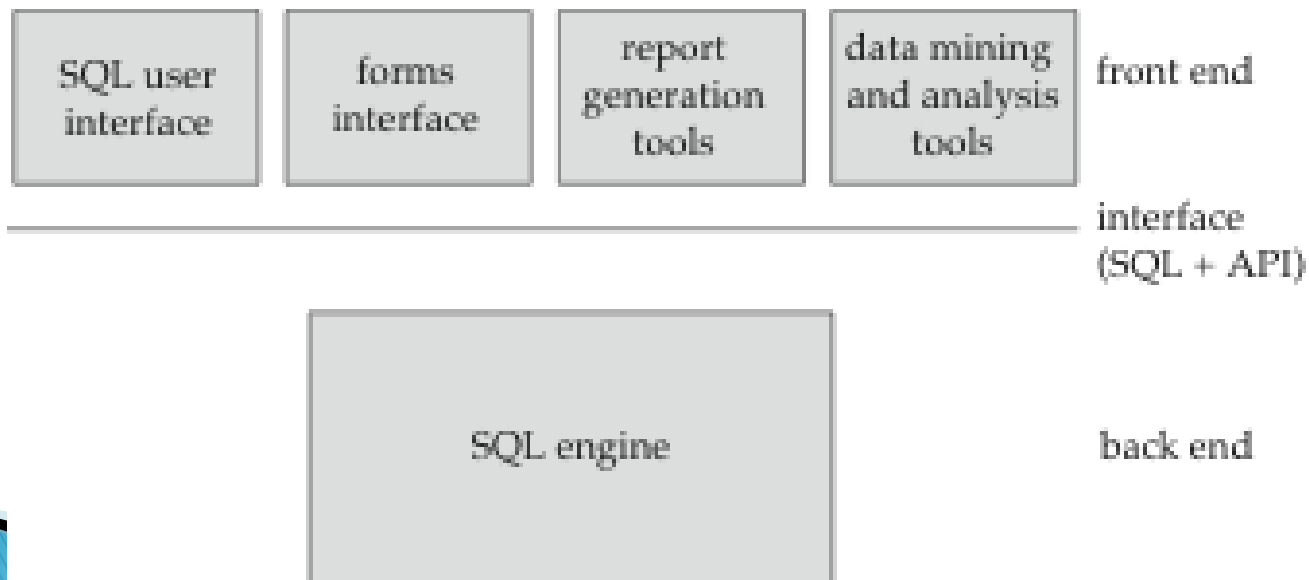 SQL user
interface
forms
interface
report
generation
tools
data mining
and analysis
tools
front end
interface
(SQL + API)
SQL engine
back end